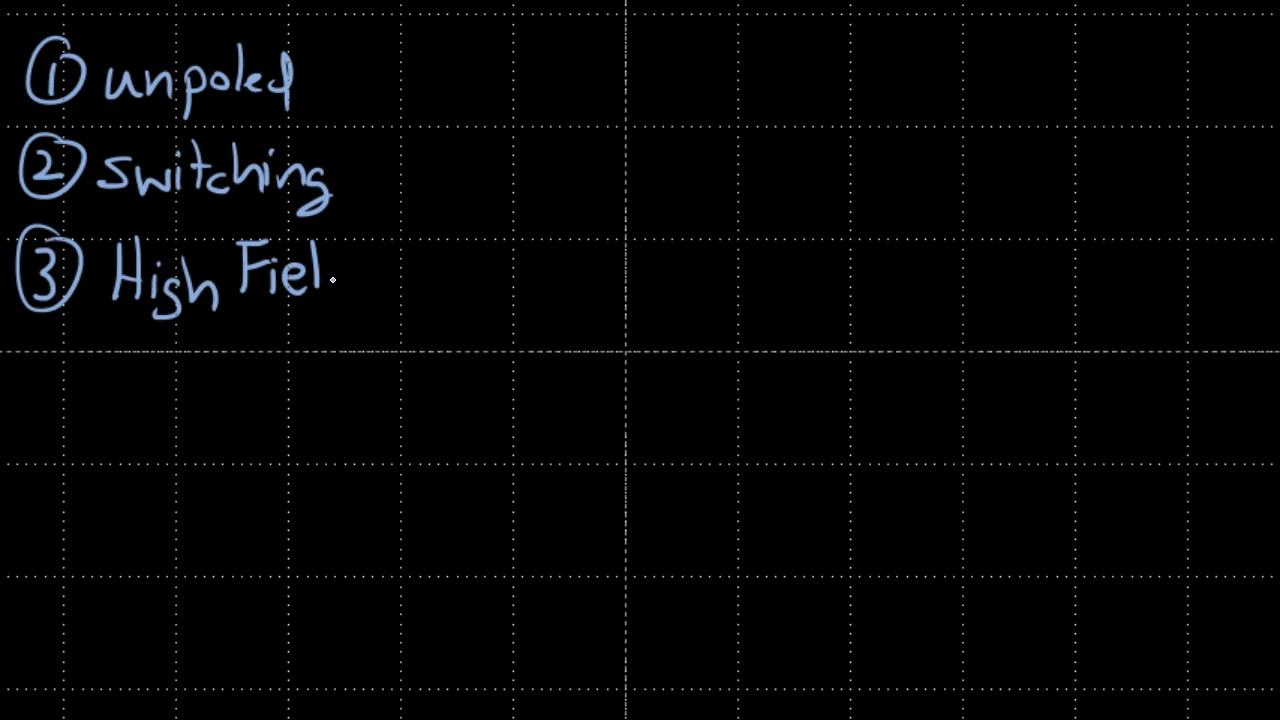 ① unpoled
② switching
③ High Fiel